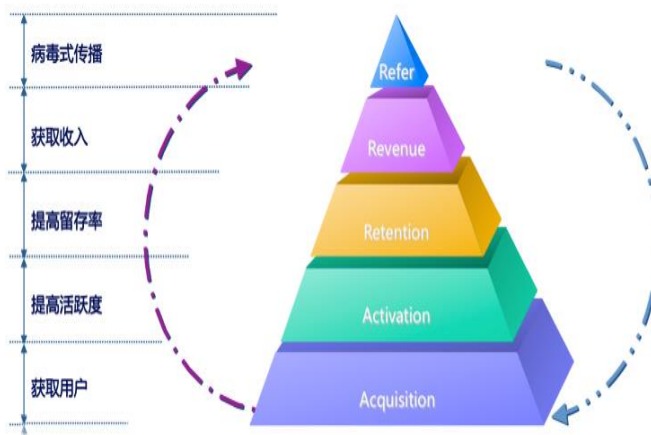 病毒式传播
Refer
获取收入
Revenue
提高留存率
Retention
提高活跃度
Activation
获取用户
Acquisition